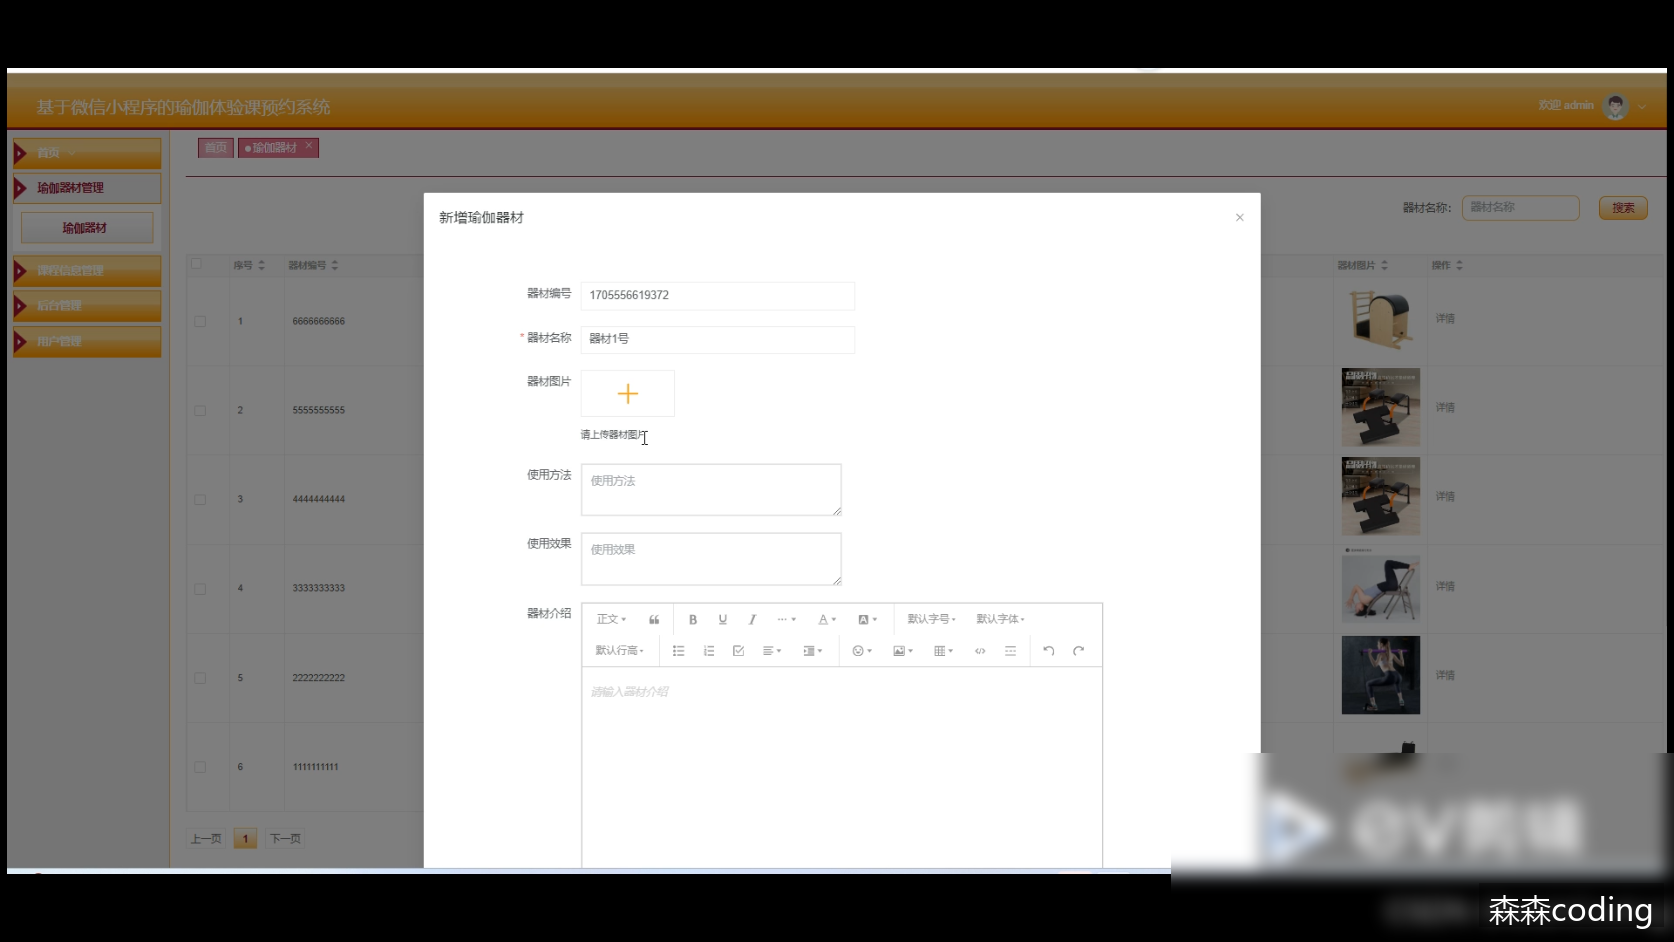 基于微信小程序的瑜伽体验课预约系统
欢迎 admin
首页
瑜伽器材管理
瑜伽器材
课程信息管理
后台管理
用户管理
首页
瑜伽器材
器材名称:
器材名称
搜索
序号
器材编号
器材图片
操作
1
6666666666
详情
2
5555555555
详情
3
4444444444
详情
4
3333333333
详情
5
2222222222
详情
6
1111111111
上一页
1
下一页
新增瑜伽器材
器材编号
1705556619372
* 器材名称
器材1号
器材图片
请上传器材图片
使用方法
使用方法
使用效果
使用效果
器材介绍
正文
B
U
I
A
A
默认字号
默认字体
默认行高
请输入器材介绍
森森coding